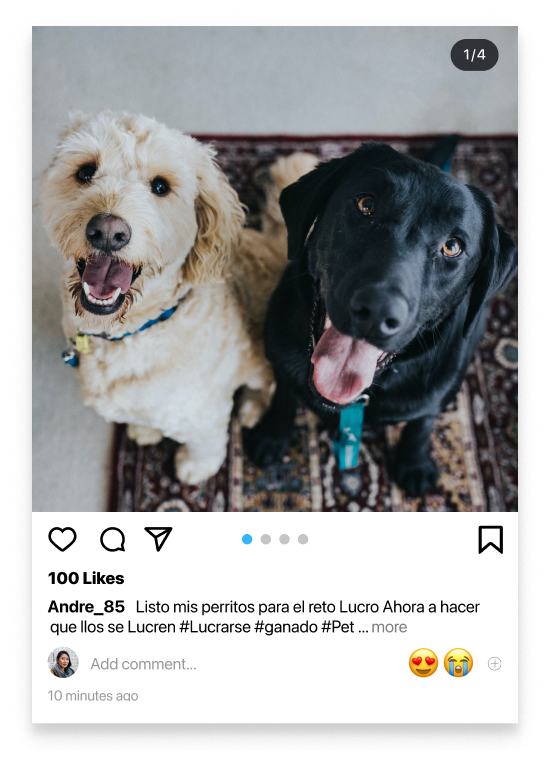 1/4
100 Likes
Andre_85 Listo mis perritos para el reto Lucro Ahora a hacer
que llos se Lucren #Lucrarse #ganado #Pet ... more
Add comment...
10 minutes ago